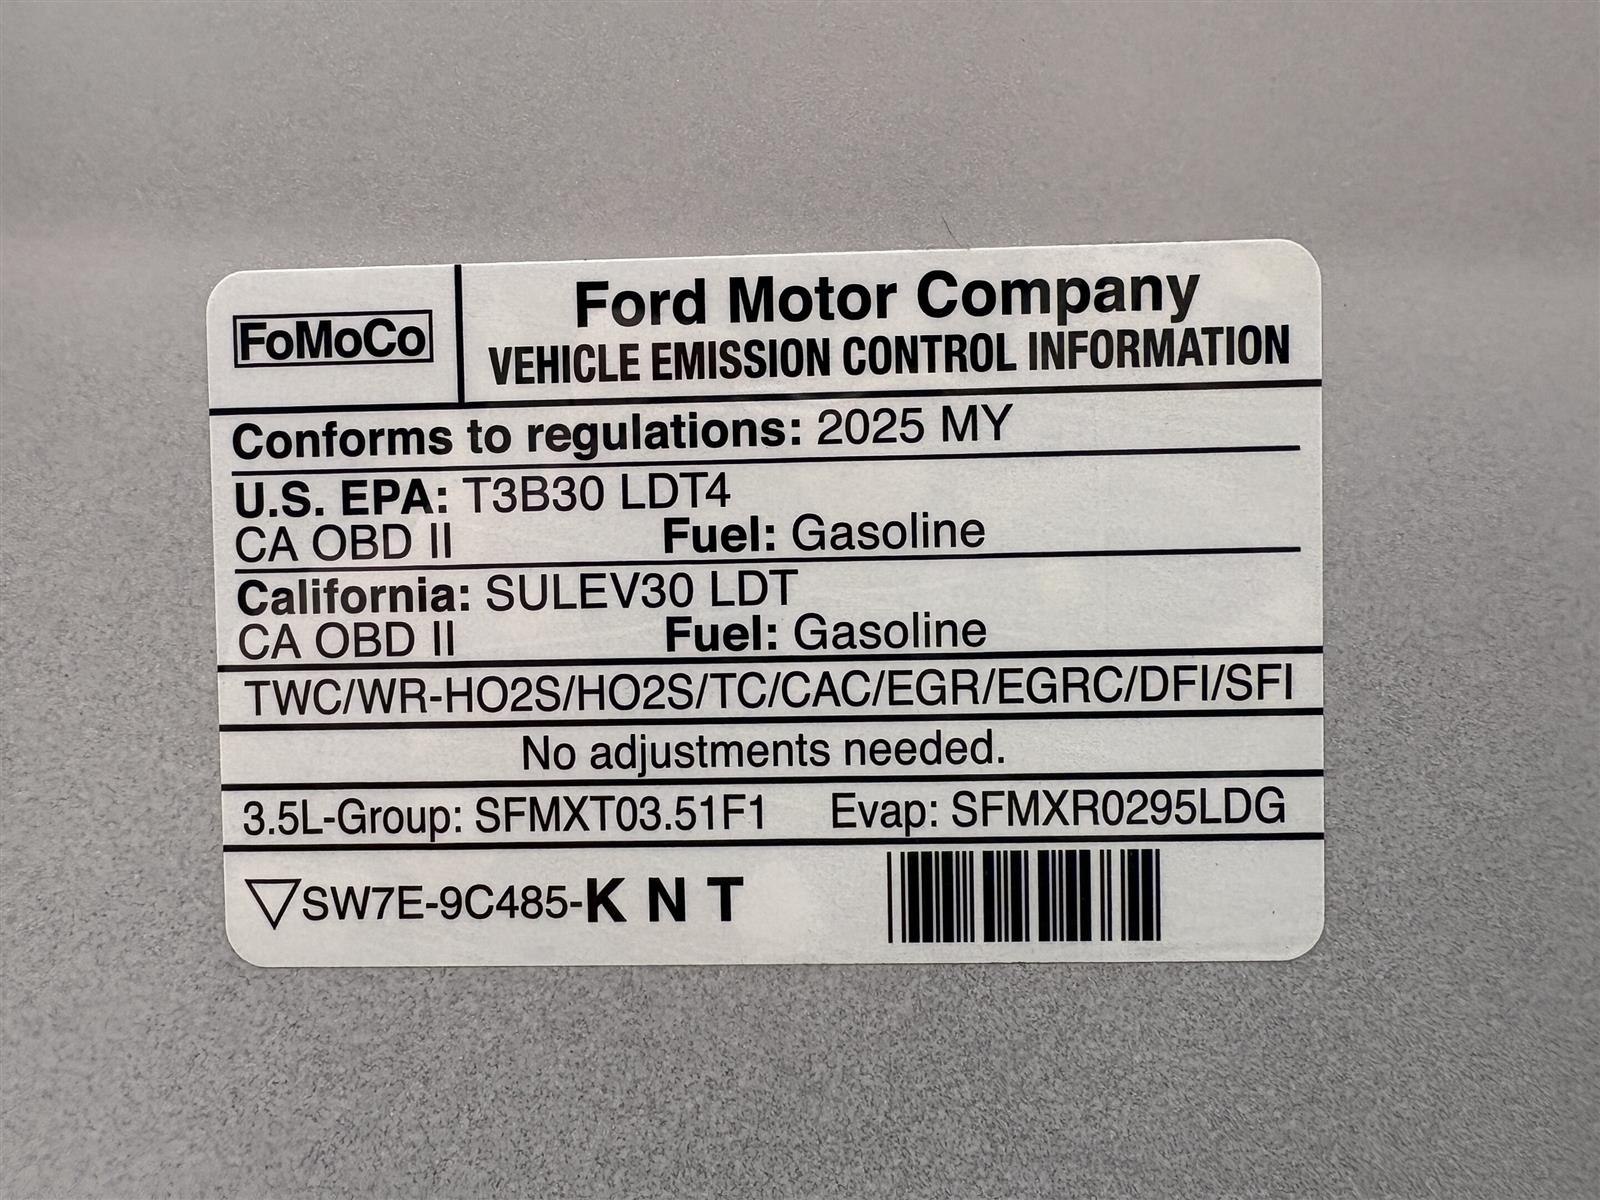 FoMoCo
Ford Motor Company
VEHICLE EMISSION CONTROL INFORMATION
Conforms to regulations: 2025 MY
U.S. EPA: T3B30 LDT4
CA OBD II Fuel: Gasoline
California: SULEV30 LDT
CA OBD II Fuel: Gasoline
TWC/WR-HO2S/HO2S/TC/CAC/EGR/EGRC/DFI/SFI
No adjustments needed.
3.5L-Group: SFMXT03.51F1 Evap: SFMXR0295LDG
SW7E-9C485-K N T